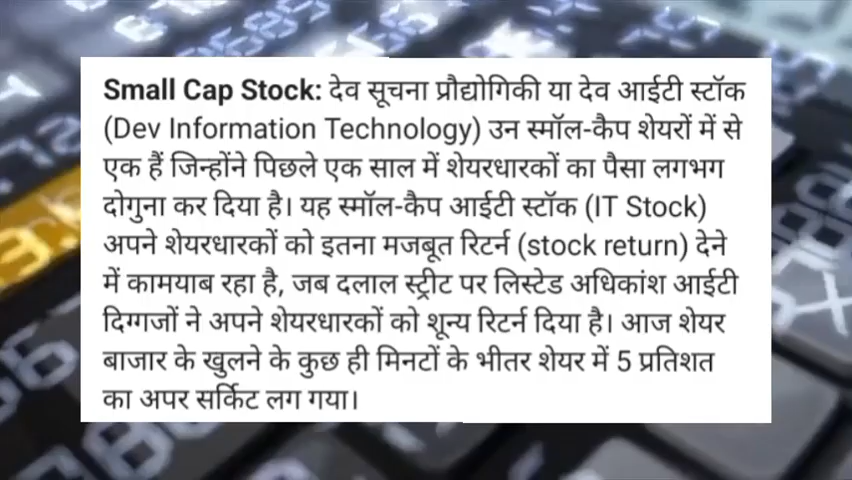 Small Cap Stock: देव सूचना प्रौद्योगिकी या देव आईटी स्टॉक
(Dev Information Technology) उन स्मॉल-कैप शेयरों में से
एक हैं जिन्होंने पिछले एक साल में शेयरधारकों का पैसा लगभग
दोगुना कर दिया है। यह स्मॉल-कैप आईटी स्टॉक (IT Stock)
अपने शेयरधारकों को इतना मजबूत रिटर्न (stock return) देने
में कामयाब रहा है, जब दलाल स्ट्रीट पर लिस्टेड अधिकांश आईटी
दिग्गजों ने अपने शेयरधारकों को शून्य रिटर्न दिया है। आज शेयर
बाजार के खुलने के कुछ ही मिनटों के भीतर शेयर में 5 प्रतिशत
का अपर सर्किट लग गया।